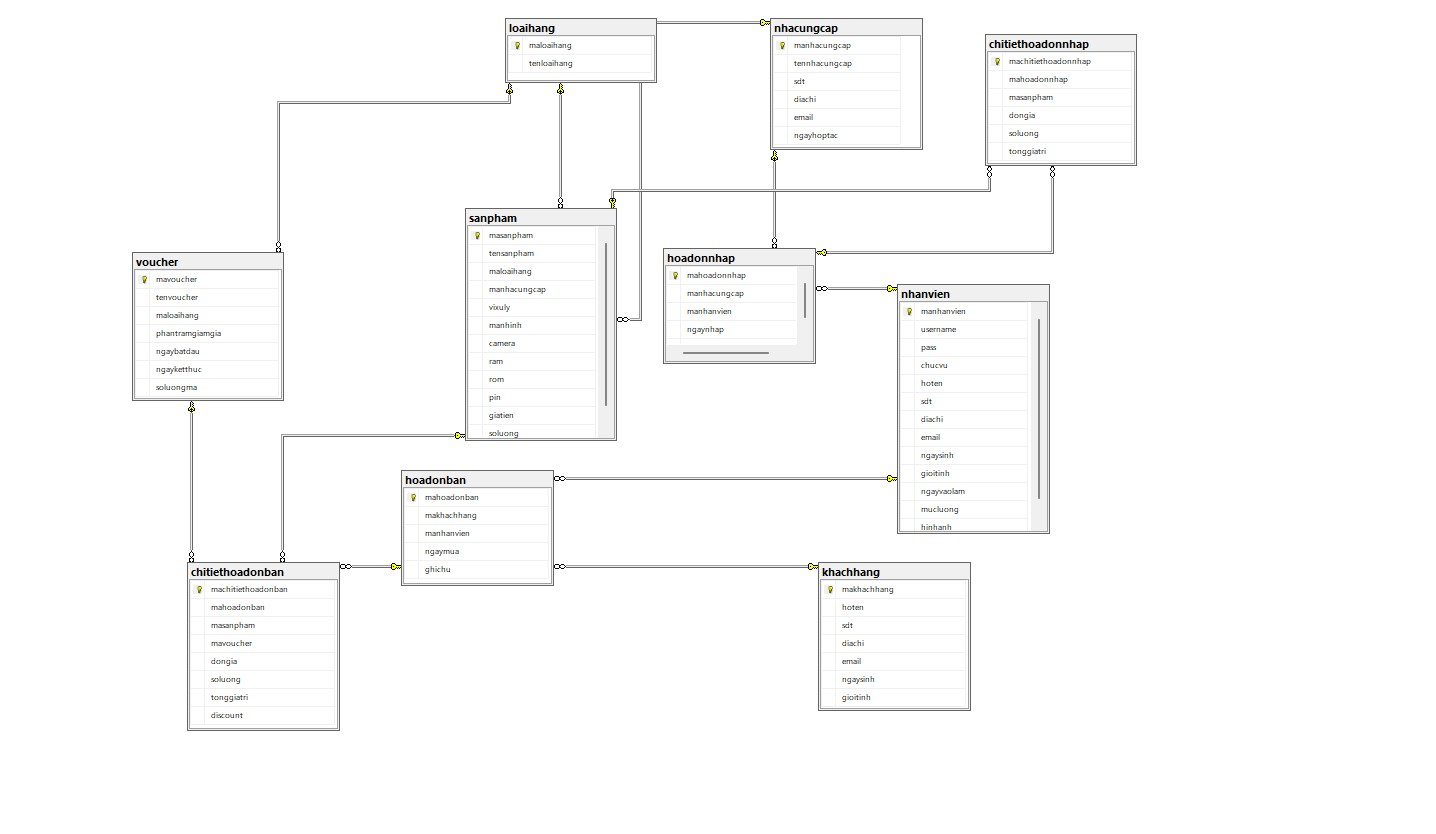 loaihang
maloaihang
tenloaihang
nhacungcap
manhacungcap
tennhacungcap
sdt
diachi
email
ngayhoptac
chitiethoadonnhap
machitiethoadonnhap
mahoadonnhap
masanpham
dongia
soluong
tonggiatri
sanpham
masanpham
tensanpham
maloaihang
manhacungcap
vixuly
manhinh
camera
ram
rom
pin
giatien
soluong
voucher
mavoucher
tenvoucher
maloaihang
phantramgiamgia
ngaybatdau
ngayketthuc
soluongma
hoadonnhap
mahoadonnhap
manhacungcap
manhanvien
ngaynhap
nhanvien
manhanvien
username
pass
chucvu
hoten
sdt
diachi
email
ngaysinh
gioitinh
ngayvaolam
mucluong
hinhanh
hoadonban
mahoadonban
makhachhang
manhanvien
ngaymua
ghichu
chitiethoadonban
machitiethoadonban
mahoadonban
masanpham
mavoucher
dongia
soluong
tonggiatri
discount
khachhang
makhachhang
hoten
sdt
diachi
email
ngaysinh
gioitinh